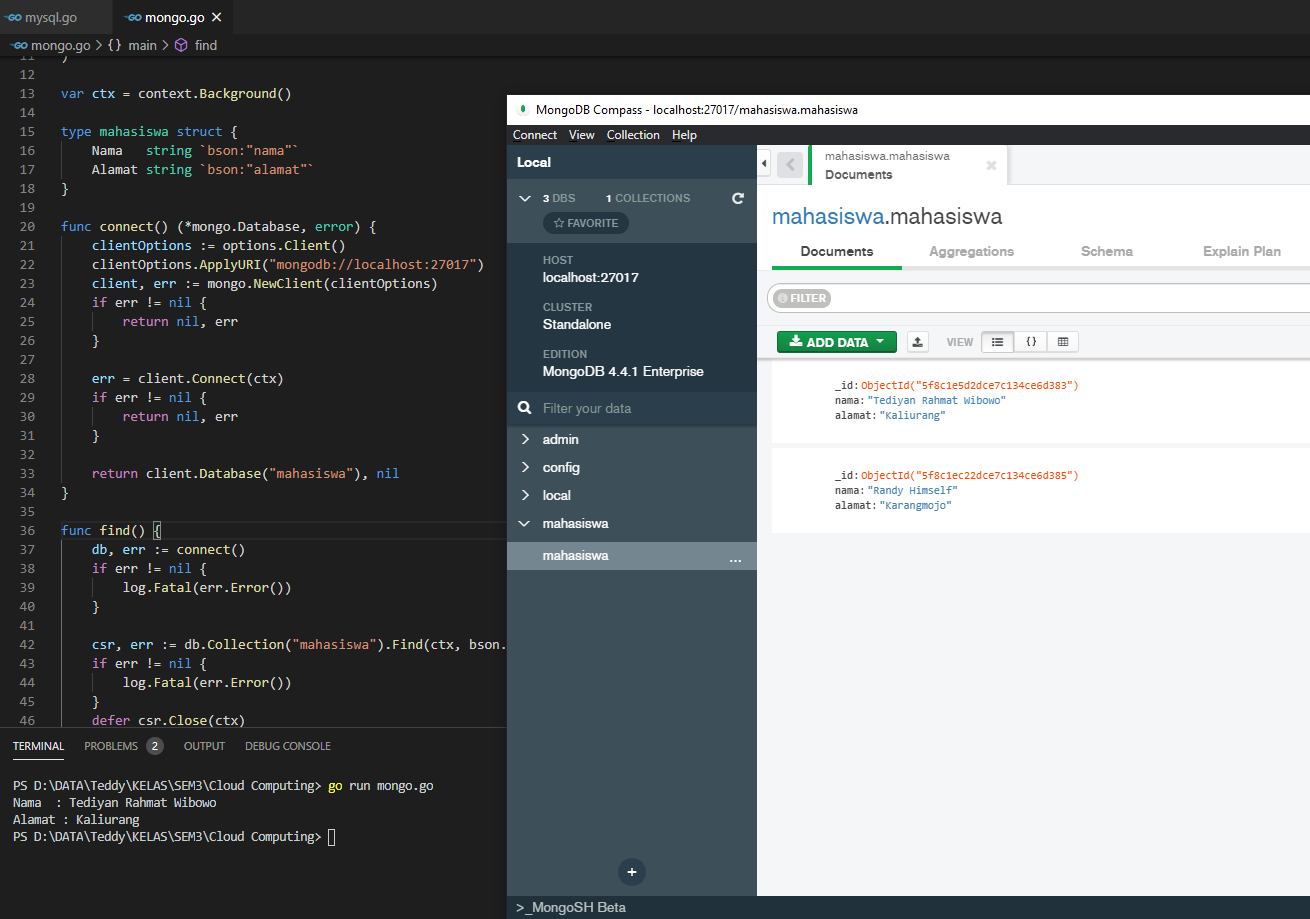 GO mysql.go
GO mongo.go ×
GO mongo.go > {} main > find
11 )
12
13 var ctx = context.Background()
14
15 type mahasiswa struct {
16 Nama string `bson:"nama"`
17 Alamat string `bson:"alamat"`
18 }
19
20 func connect() (*mongo.Database, error) {
21 clientOptions := options.Client()
22 clientOptions.ApplyURI("mongodb://localhost:27017")
23 client, err := mongo.NewClient(clientOptions)
24 if err != nil {
25 return nil, err
26 }
27
28 err = client.Connect(ctx)
29 if err != nil {
30 return nil, err
31 }
32
33 return client.Database("mahasiswa"), nil
34 }
35
36 func find() {
37 db, err := connect()
38 if err != nil {
39 log.Fatal(err.Error())
40 }
41
42 csr, err := db.Collection("mahasiswa").Find(ctx, bson.
43 if err != nil {
44 log.Fatal(err.Error())
45 }
46 defer csr.Close(ctx)
TERMINAL PROBLEMS 2 OUTPUT DEBUG CONSOLE
PS D:\DATA\Teddy\KELAS\SEM3\Cloud Computing> go run mongo.go
Nama : Tediyan Rahmat Wibowo
Alamat : Kaliurang
PS D:\DATA\Teddy\KELAS\SEM3\Cloud Computing>
MongoDB Compass - localhost:27017/mahasiswa.mahasiswa
Connect View Collection Help
Local
3 DBS 1 COLLECTIONS
FAVORITE
HOST
localhost:27017
CLUSTER
Standalone
EDITION
MongoDB 4.4.1 Enterprise
Filter your data
admin
config
local
mahasiswa
mahasiswa ...
>_MongoSH Beta
mahasiswa.mahasiswa
Documents
mahasiswa.mahasiswa
Documents Aggregations Schema Explain Plan
FILTER
ADD DATA VIEW {}
_id: ObjectId("5f8c1e5d2dce7c134ce6d383")
nama: "Tediyan Rahmat Wibowo"
alamat: "Kaliurang"
_id: ObjectId("5f8c1ec22dce7c134ce6d385")
nama: "Randy Himself"
alamat: "Karangmojo"